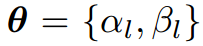 𝜽 = {α_l, β_l}